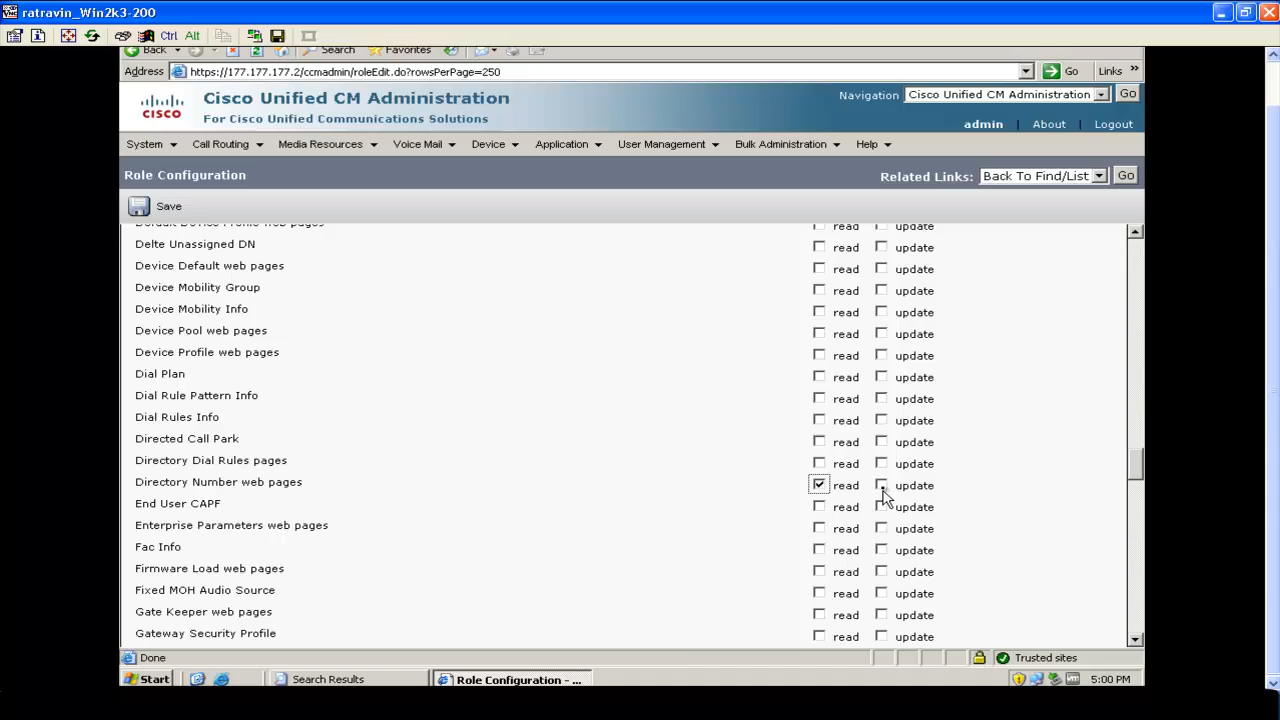 ratravin_Win2k3-200
Ctrl Alt
Back Search Favorites
Address https://177.177.177.2/ccmadmin/roleEdit.do?rowsPerPage=250 Go Links »
CISCO
Cisco Unified CM Administration
For Cisco Unified Communications Solutions
Navigation Cisco Unified CM Administration Go
admin | About | Logout
System Call Routing Media Resources Voice Mail Device Application User Management Bulk Administration Help
Role Configuration
Related Links: Back To Find/List Go
Save
Default Device Profile web pages read update
Delte Unassigned DN read update
Device Default web pages read update
Device Mobility Group read update
Device Mobility Info read update
Device Pool web pages read update
Device Profile web pages read update
Dial Plan read update
Dial Rule Pattern Info read update
Dial Rules Info read update
Directed Call Park read update
Directory Dial Rules pages read update
Directory Number web pages read update
End User CAPF read update
Enterprise Parameters web pages read update
Fac Info read update
Firmware Load web pages read update
Fixed MOH Audio Source read update
Gate Keeper web pages read update
Gateway Security Profile read update
Done Trusted sites
Start Search Results Role Configuration - ... 5:00 PM